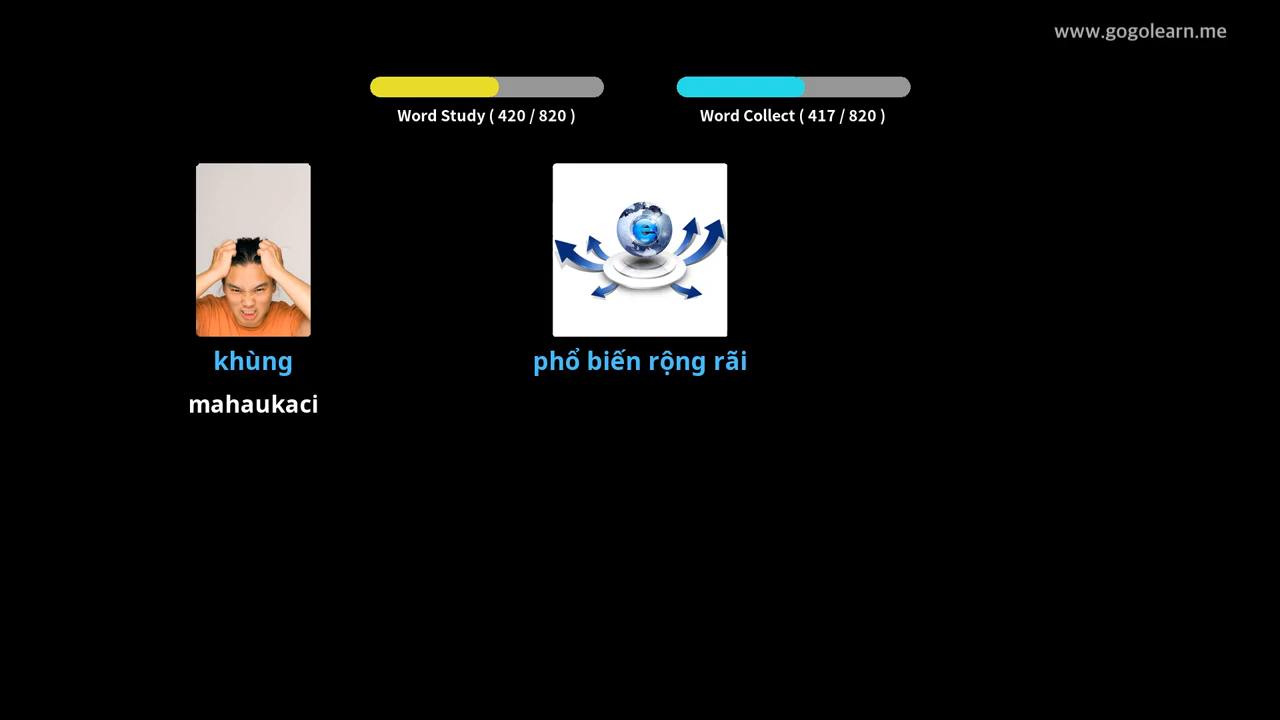 www.gogolearn.me
Word Study ( 420 / 820 )
Word Collect ( 417 / 820 )
e
khùng
phổ biến rộng rãi
mahaukaci